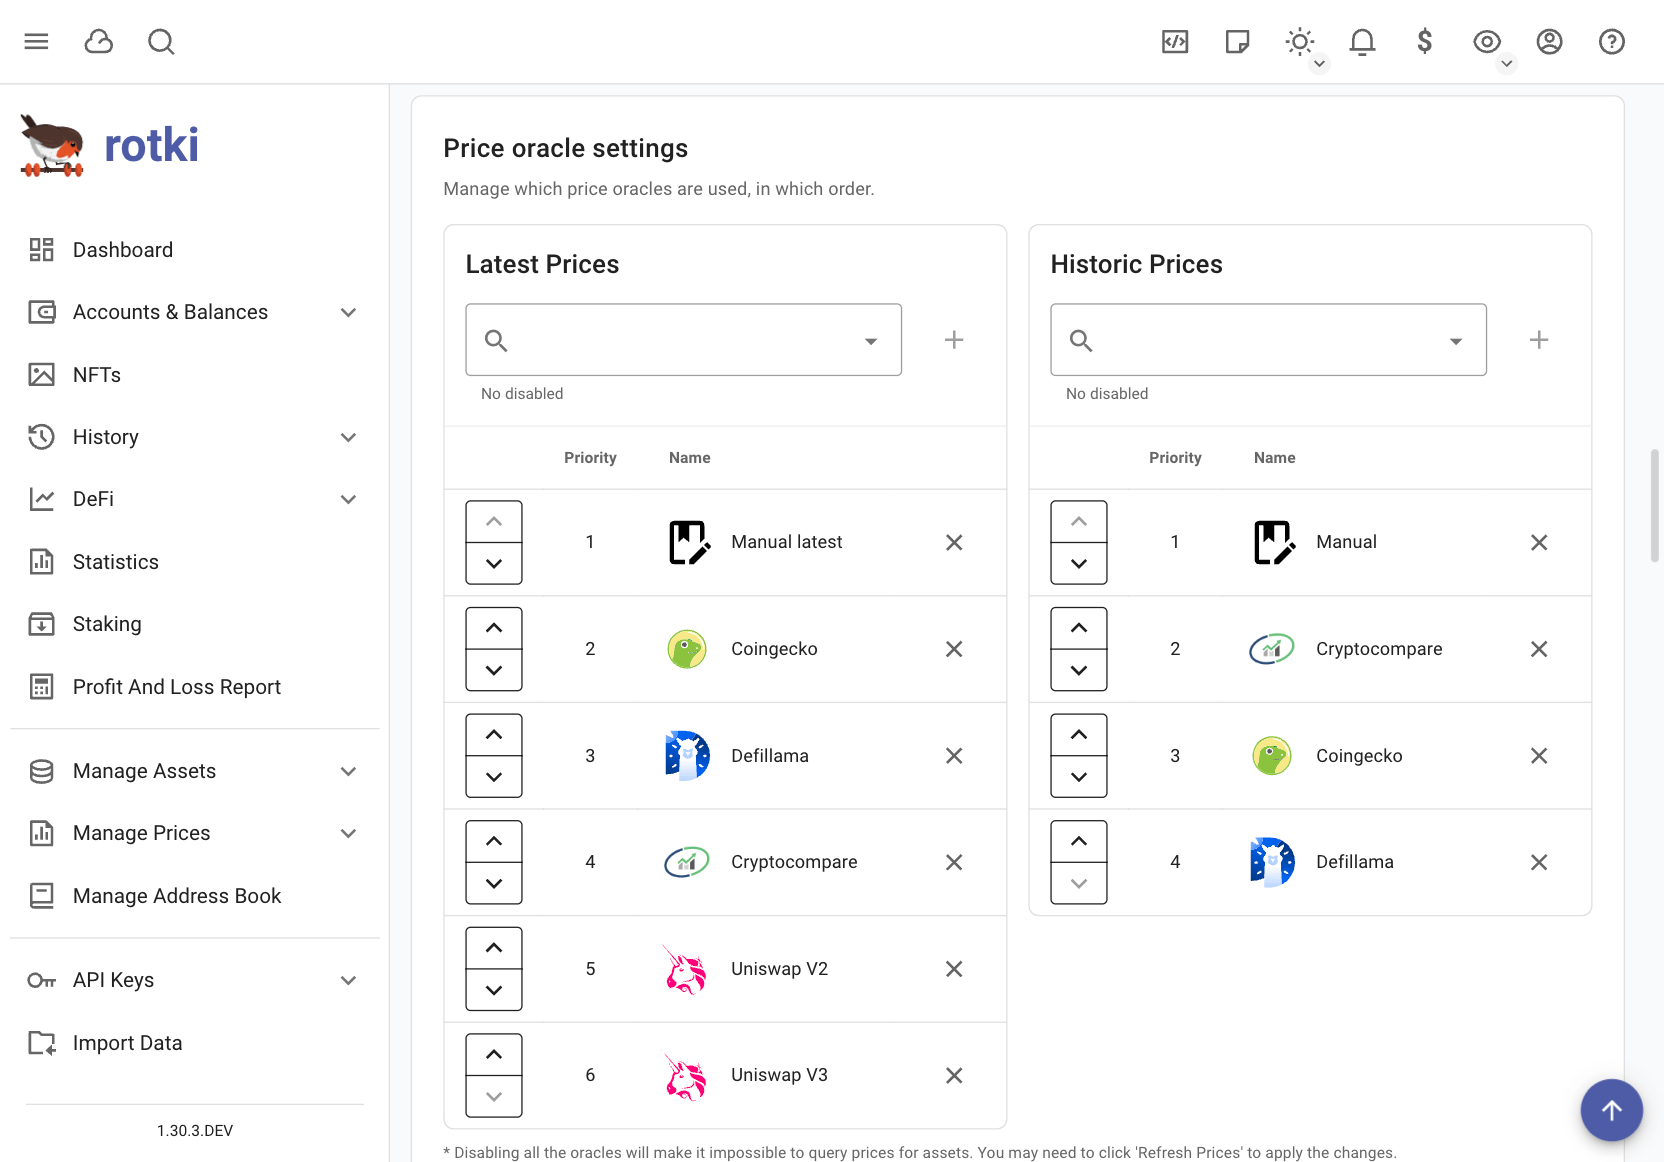 rotki
Dashboard
Accounts & Balances
NFTs
History
DeFi
Statistics
Staking
Profit And Loss Report
Manage Assets
Manage Prices
Manage Address Book
API Keys
Import Data
1.30.3.DEV
Price oracle settings
Manage which price oracles are used, in which order.
Latest Prices
No disabled
Priority Name
1 Manual latest
2 Coingecko
3 Defillama
4 Cryptocompare
5 Uniswap V2
6 Uniswap V3
Historic Prices
No disabled
Priority Name
1 Manual
2 Cryptocompare
3 Coingecko
4 Defillama
* Disabling all the oracles will make it impossible to query prices for assets. You may need to click 'Refresh Prices' to apply the changes.